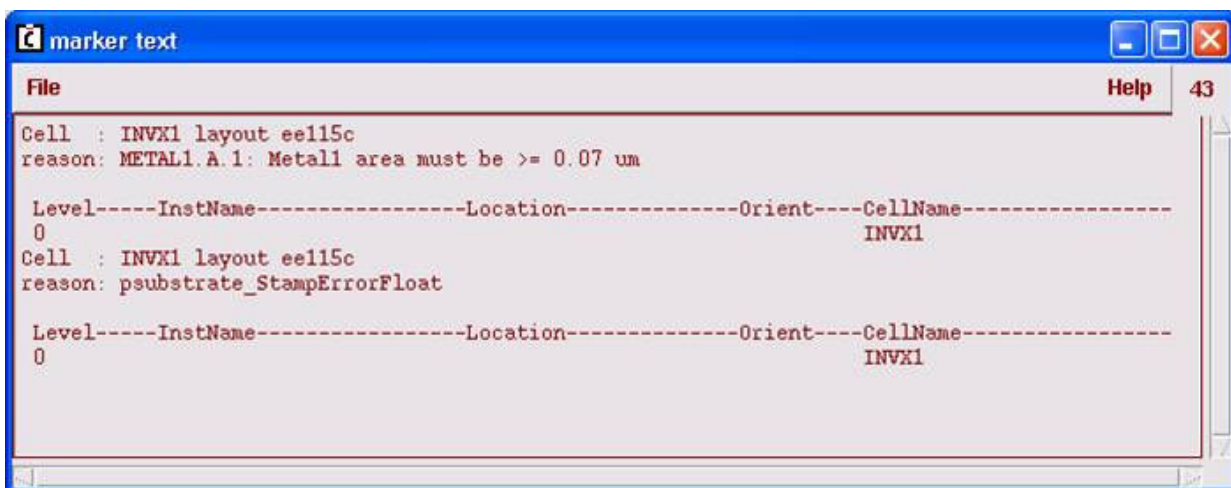 marker text
File Help 43
Cell : INVX1 layout ee115c
reason: METAL1.A.1: Metal1 area must be >= 0.07 um
Level-----InstName-----------------Location--------------Orient----CellName-----------------
0 INVX1
Cell : INVX1 layout ee115c
reason: psubstrate_StampErrorFloat
Level-----InstName-----------------Location--------------Orient----CellName-----------------
0 INVX1